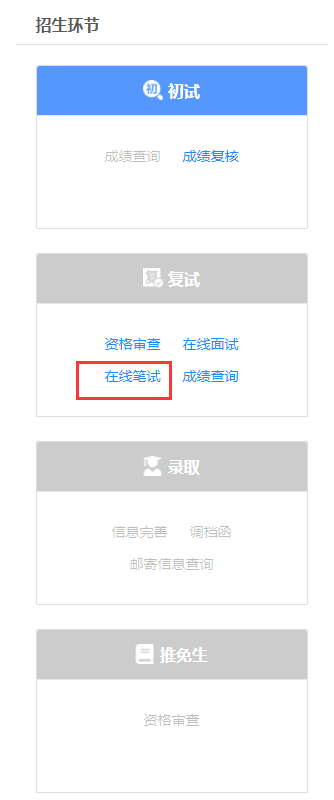 招生环节
初试
成绩查询 成绩复核
复试
资格审查 在线面试
在线笔试 成绩查询
录取
信息完善 调档函
邮寄信息查询
推免生
资格审查